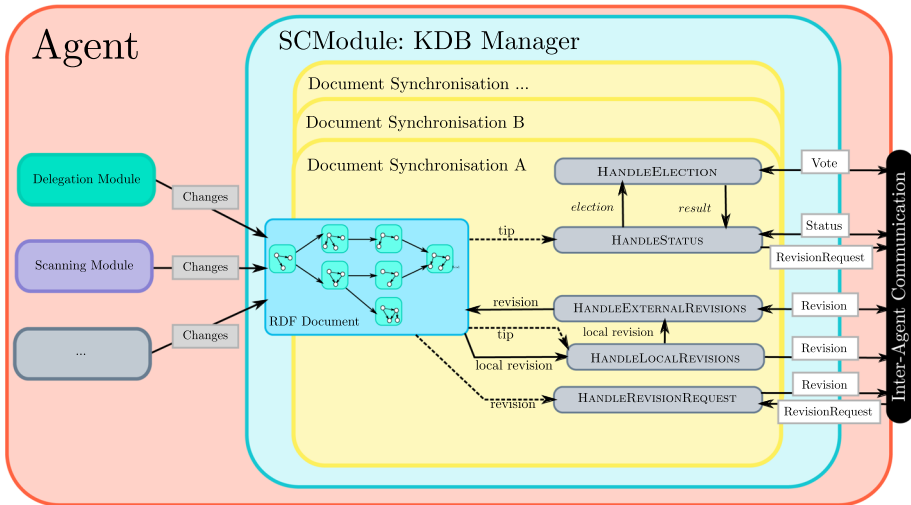 Agent
SCModule: KDB Manager
Document Synchronisation ...
Document Synchronisation B
Document Synchronisation A
Delegation Module
Changes
Scanning Module
Changes
...
Changes
RDF Document
...
tip
revision
tip
local revision
revision
HANDLEELECTION
election
result
HANDLESTATUS
HANDLEEXTERNALREVISIONS
local revision
HANDLELOCALREVISIONS
HANDLEREVISIONREQUEST
Vote
Status
RevisionRequest
Revision
Revision
Revision
RevisionRequest
Inter-Agent Communication